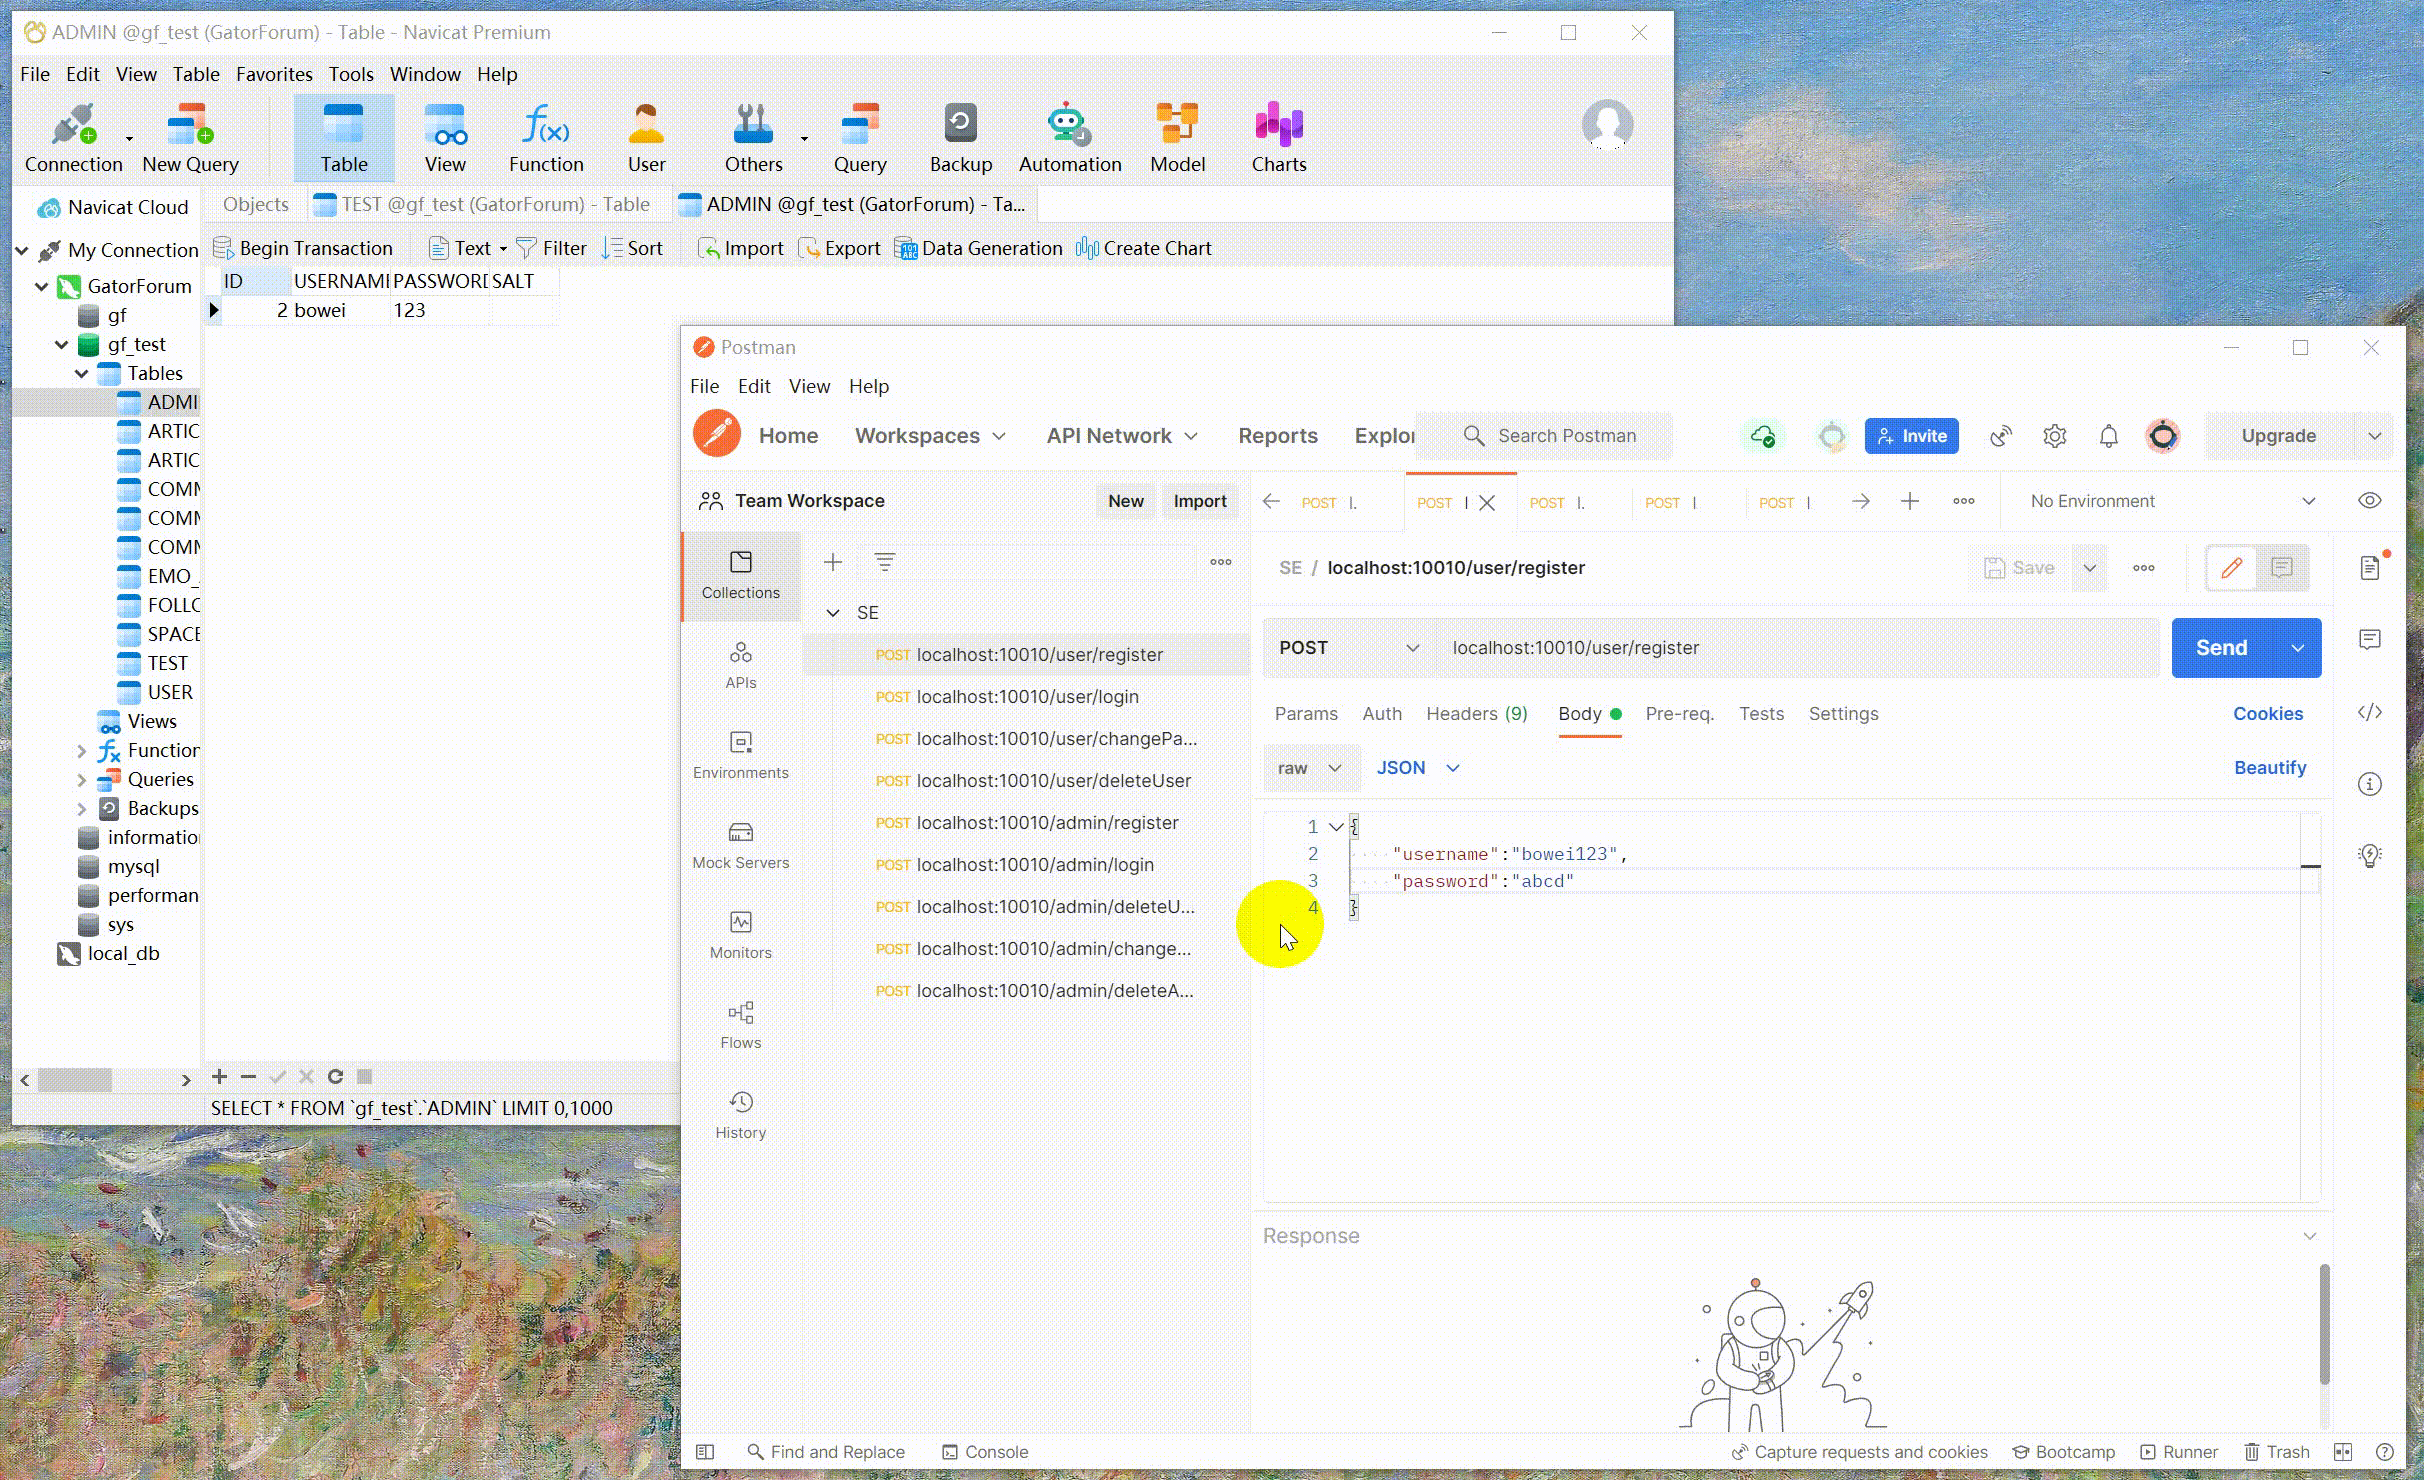 ADMIN @gf_test (GatorForum) - Table - Navicat Premium
File Edit View Table Favorites Tools Window Help
Connection New Query Table View Function User Others Query Backup Automation Model Charts
Navicat Cloud
My Connection
GatorForum
gf
gf_test
Tables
ADMI
ARTIC
ARTIC
COMM
COMM
COMM
EMO_
FOLLO
SPACE
TEST
USER
Views
Function
Queries
Backups
informatio
mysql
performan
sys
local_db
Objects TEST @gf_test (GatorForum) - Table ADMIN @gf_test (GatorForum) - Ta...
Begin Transaction Text Filter Sort Import Export Data Generation Create Chart
ID USERNAME PASSWORD SALT
2 bowei 123
SELECT * FROM `gf_test`.`ADMIN` LIMIT 0,1000
Postman
File Edit View Help
Home Workspaces API Network Reports Explor Search Postman Invite Upgrade
Team Workspace New Import
Collections
APIs
Environments
Mock Servers
Monitors
Flows
History
SE
POST localhost:10010/user/register
POST localhost:10010/user/login
POST localhost:10010/user/changePa...
POST localhost:10010/user/deleteUser
POST localhost:10010/admin/register
POST localhost:10010/admin/login
POST localhost:10010/admin/deleteU...
POST localhost:10010/admin/change...
POST localhost:10010/admin/deleteA...
POST l. POST l POST l. POST l POST l No Environment
SE / localhost:10010/user/register Save
POST localhost:10010/user/register Send
Params Auth Headers (9) Body Pre-req. Tests Settings Cookies
raw JSON Beautify
1 {
2 "username":"bowei123",
3 "password":"abcd"
4 }
Response
Find and Replace Console Capture requests and cookies Bootcamp Runner Trash